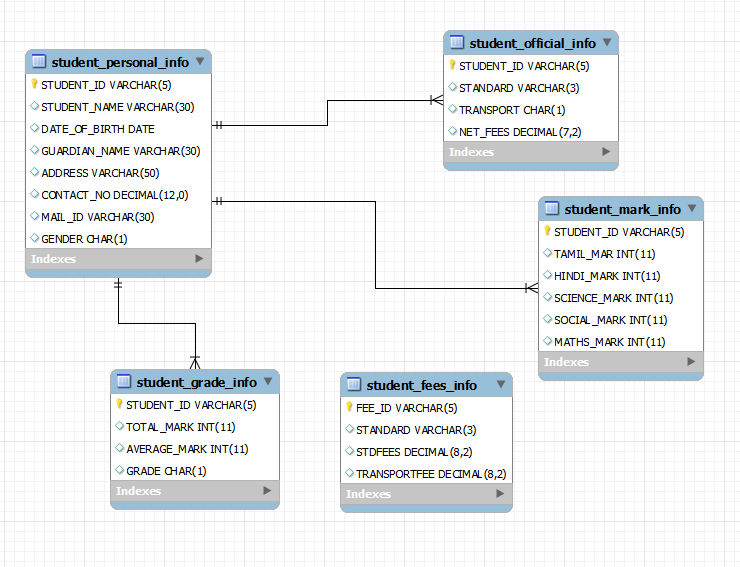 student_personal_info
STUDENT_ID VARCHAR(5)
STUDENT_NAME VARCHAR(30)
DATE_OF_BIRTH DATE
GUARDIAN_NAME VARCHAR(30)
ADDRESS VARCHAR(50)
CONTACT_NO DECIMAL(12,0)
MAIL_ID VARCHAR(30)
GENDER CHAR(1)
Indexes
student_official_info
STUDENT_ID VARCHAR(5)
STANDARD VARCHAR(3)
TRANSPORT CHAR(1)
NET_FEES DECIMAL(7,2)
Indexes
student_mark_info
STUDENT_ID VARCHAR(5)
TAMIL_MAR INT(11)
HINDI_MARK INT(11)
SCIENCE_MARK INT(11)
SOCIAL_MARK INT(11)
MATHS_MARK INT(11)
Indexes
student_grade_info
STUDENT_ID VARCHAR(5)
TOTAL_MARK INT(11)
AVERAGE_MARK INT(11)
GRADE CHAR(1)
Indexes
student_fees_info
FEE_ID VARCHAR(5)
STANDARD VARCHAR(3)
STDFEES DECIMAL(8,2)
TRANSPORTFEE DECIMAL(8,2)
Indexes